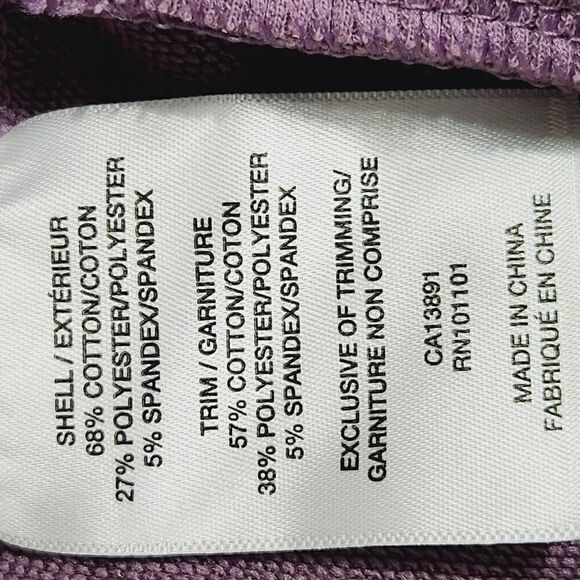 SHELL / EXTÉRIEUR
68% COTTON/COTON
27% POLYESTER/POLYESTER
5% SPANDEX/SPANDEX
TRIM / GARNITURE
57% COTTON/COTON
38% POLYESTER/POLYESTER
5% SPANDEX/SPANDEX
EXCLUSIVE OF TRIMMING/
GARNITURE NON COMPRISE
CA13891
RN101101
MADE IN CHINA
FABRIQUÉ EN CHINE